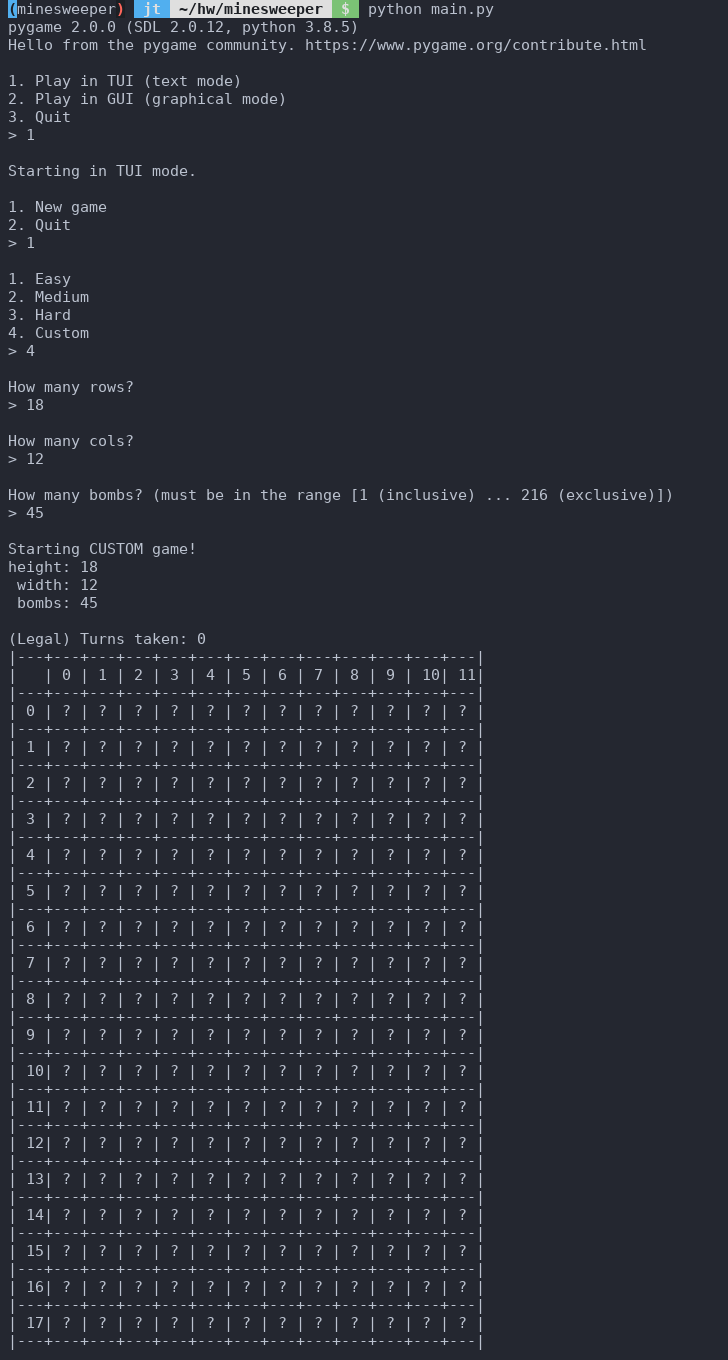 (minesweeper) jt ~/hw/minesweeper $ python main.py
pygame 2.0.0 (SDL 2.0.12, python 3.8.5)
Hello from the pygame community. https://www.pygame.org/contribute.html

1. Play in TUI (text mode)
2. Play in GUI (graphical mode)
3. Quit
> 1

Starting in TUI mode.

1. New game
2. Quit
> 1

1. Easy
2. Medium
3. Hard
4. Custom
> 4

How many rows?
> 18

How many cols?
> 12

How many bombs? (must be in the range [1 (inclusive) ... 216 (exclusive)])
> 45

Starting CUSTOM game!
height: 18
 width: 12
 bombs: 45

(Legal) Turns taken: 0
|---+---+---+---+---+---+---+---+---+---+---+---+---|
|   | 0 | 1 | 2 | 3 | 4 | 5 | 6 | 7 | 8 | 9 | 10| 11|
|---+---+---+---+---+---+---+---+---+---+---+---+---|
| 0 | ? | ? | ? | ? | ? | ? | ? | ? | ? | ? | ? | ? |
|---+---+---+---+---+---+---+---+---+---+---+---+---|
| 1 | ? | ? | ? | ? | ? | ? | ? | ? | ? | ? | ? | ? |
|---+---+---+---+---+---+---+---+---+---+---+---+---|
| 2 | ? | ? | ? | ? | ? | ? | ? | ? | ? | ? | ? | ? |
|---+---+---+---+---+---+---+---+---+---+---+---+---|
| 3 | ? | ? | ? | ? | ? | ? | ? | ? | ? | ? | ? | ? |
|---+---+---+---+---+---+---+---+---+---+---+---+---|
| 4 | ? | ? | ? | ? | ? | ? | ? | ? | ? | ? | ? | ? |
|---+---+---+---+---+---+---+---+---+---+---+---+---|
| 5 | ? | ? | ? | ? | ? | ? | ? | ? | ? | ? | ? | ? |
|---+---+---+---+---+---+---+---+---+---+---+---+---|
| 6 | ? | ? | ? | ? | ? | ? | ? | ? | ? | ? | ? | ? |
|---+---+---+---+---+---+---+---+---+---+---+---+---|
| 7 | ? | ? | ? | ? | ? | ? | ? | ? | ? | ? | ? | ? |
|---+---+---+---+---+---+---+---+---+---+---+---+---|
| 8 | ? | ? | ? | ? | ? | ? | ? | ? | ? | ? | ? | ? |
|---+---+---+---+---+---+---+---+---+---+---+---+---|
| 9 | ? | ? | ? | ? | ? | ? | ? | ? | ? | ? | ? | ? |
|---+---+---+---+---+---+---+---+---+---+---+---+---|
| 10| ? | ? | ? | ? | ? | ? | ? | ? | ? | ? | ? | ? |
|---+---+---+---+---+---+---+---+---+---+---+---+---|
| 11| ? | ? | ? | ? | ? | ? | ? | ? | ? | ? | ? | ? |
|---+---+---+---+---+---+---+---+---+---+---+---+---|
| 12| ? | ? | ? | ? | ? | ? | ? | ? | ? | ? | ? | ? |
|---+---+---+---+---+---+---+---+---+---+---+---+---|
| 13| ? | ? | ? | ? | ? | ? | ? | ? | ? | ? | ? | ? |
|---+---+---+---+---+---+---+---+---+---+---+---+---|
| 14| ? | ? | ? | ? | ? | ? | ? | ? | ? | ? | ? | ? |
|---+---+---+---+---+---+---+---+---+---+---+---+---|
| 15| ? | ? | ? | ? | ? | ? | ? | ? | ? | ? | ? | ? |
|---+---+---+---+---+---+---+---+---+---+---+---+---|
| 16| ? | ? | ? | ? | ? | ? | ? | ? | ? | ? | ? | ? |
|---+---+---+---+---+---+---+---+---+---+---+---+---|
| 17| ? | ? | ? | ? | ? | ? | ? | ? | ? | ? | ? | ? |
|---+---+---+---+---+---+---+---+---+---+---+---+---|